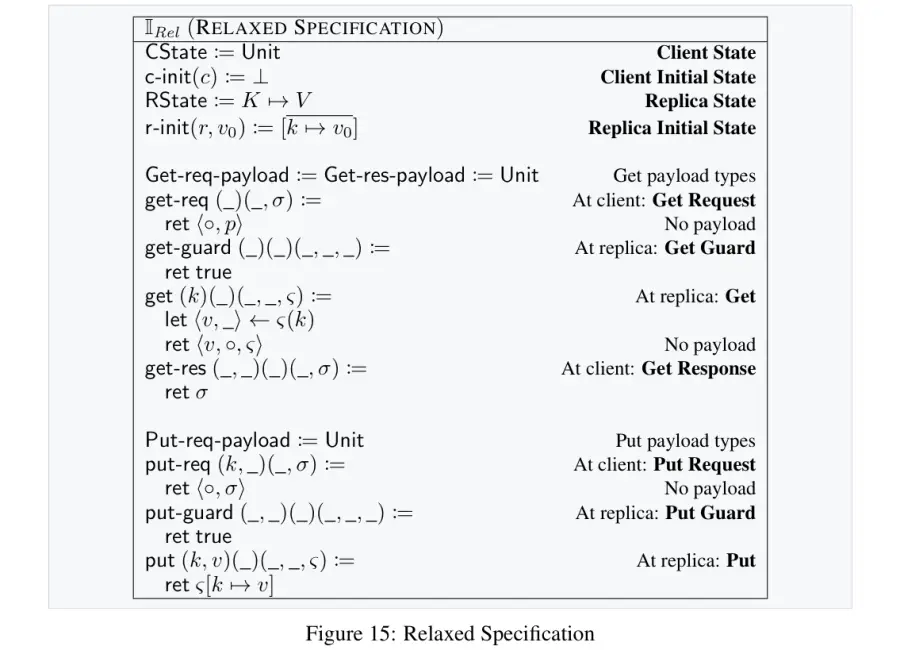 𝕀_Rel (RELAXED SPECIFICATION)
CState := Unit Client State
c-init(c) := ⊥ Client Initial State
RState := K ↦ V Replica State
r-init(r, v₀) := [k ↦ v₀] Replica Initial State
Get-req-payload := Get-res-payload := Unit Get payload types
get-req (_)(_, σ) := At client: Get Request
ret ⟨○, p⟩ No payload
get-guard (_)(_)(_, _, _) := At replica: Get Guard
ret true
get (k)(_)(_, _, ς) := At replica: Get
let ⟨v, _⟩ ← ς(k)
ret ⟨v, ○, ς⟩ No payload
get-res (_, _)(_)(_, σ) := At client: Get Response
ret σ
Put-req-payload := Unit Put payload types
put-req (k, _)(_, σ) := At client: Put Request
ret ⟨○, σ⟩ No payload
put-guard (_, _)(_)(_, _, _) := At replica: Put Guard
ret true
put (k, v)(_)(_, _, ς) := At replica: Put
ret ς[k ↦ v]
Figure 15: Relaxed Specification